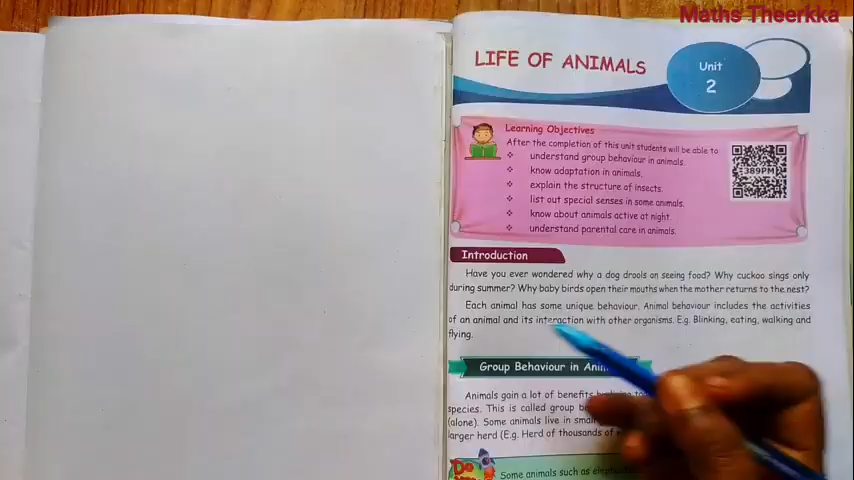 Maths Theerkka
LIFE OF ANIMALS
Unit
2
Learning Objectives
After the completion of this unit students will be able to
❖ understand group behaviour in animals.
❖ know adaptation in animals.
❖ explain the structure of insects.
❖ list out special senses in some animals.
❖ know about animals active at night.
❖ understand parental care in animals.
389PM
Introduction
Have you ever wondered why a dog drools on seeing food? Why cuckoo sings only
during summer? Why baby birds open their mouths when the mother returns to the nest?
Each animal has some unique behaviour. Animal behaviour includes the activities
of an animal and its interaction with other organisms. E.g. Blinking, eating, walking and
flying.
Group Behaviour in
Animals gain a lot of benefits
species. This is called group
(alone). Some animals live in
larger herd (E.g. Herd of thousands of
Do
Some animals such as